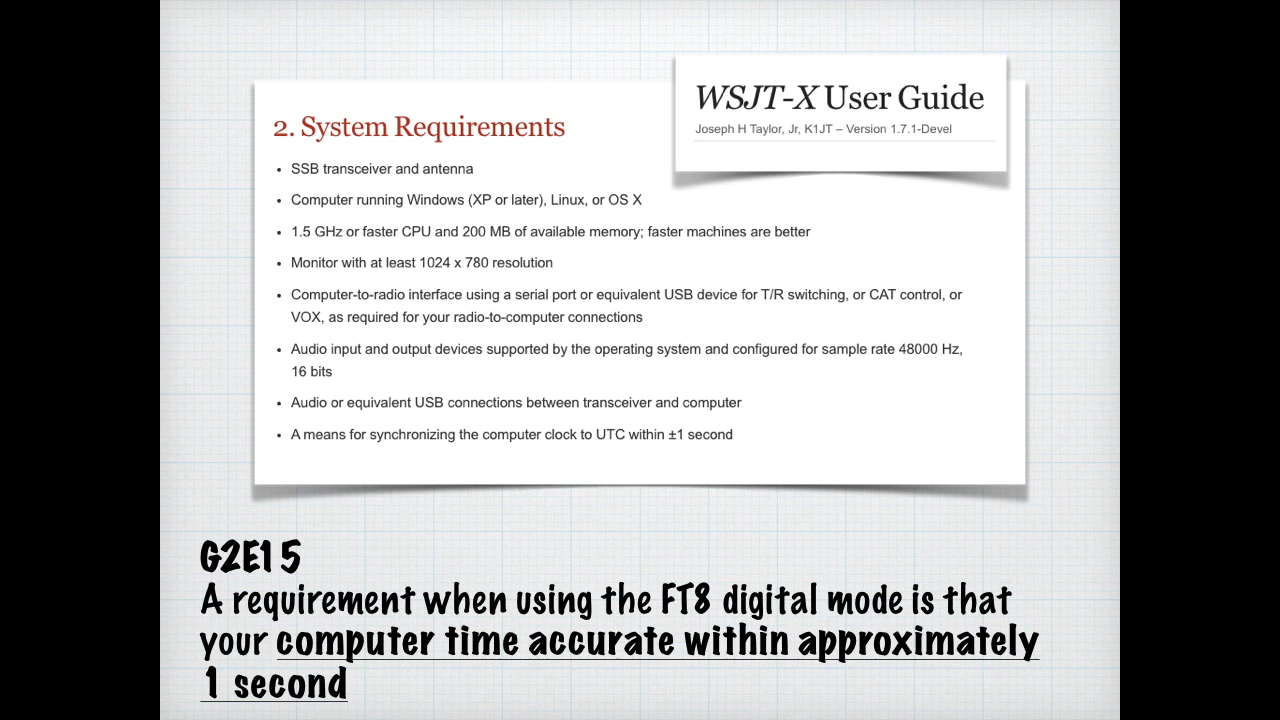 WSJT-X User Guide
Joseph H Taylor, Jr, K1JT – Version 1.7.1-Devel
2. System Requirements
• SSB transceiver and antenna
• Computer running Windows (XP or later), Linux, or OS X
• 1.5 GHz or faster CPU and 200 MB of available memory; faster machines are better
• Monitor with at least 1024 x 780 resolution
• Computer-to-radio interface using a serial port or equivalent USB device for T/R switching, or CAT control, or
VOX, as required for your radio-to-computer connections
• Audio input and output devices supported by the operating system and configured for sample rate 48000 Hz,
16 bits
• Audio or equivalent USB connections between transceiver and computer
• A means for synchronizing the computer clock to UTC within ±1 second
G2E15
A requirement when using the FT8 digital mode is that
your computer time accurate within approximately
1 second